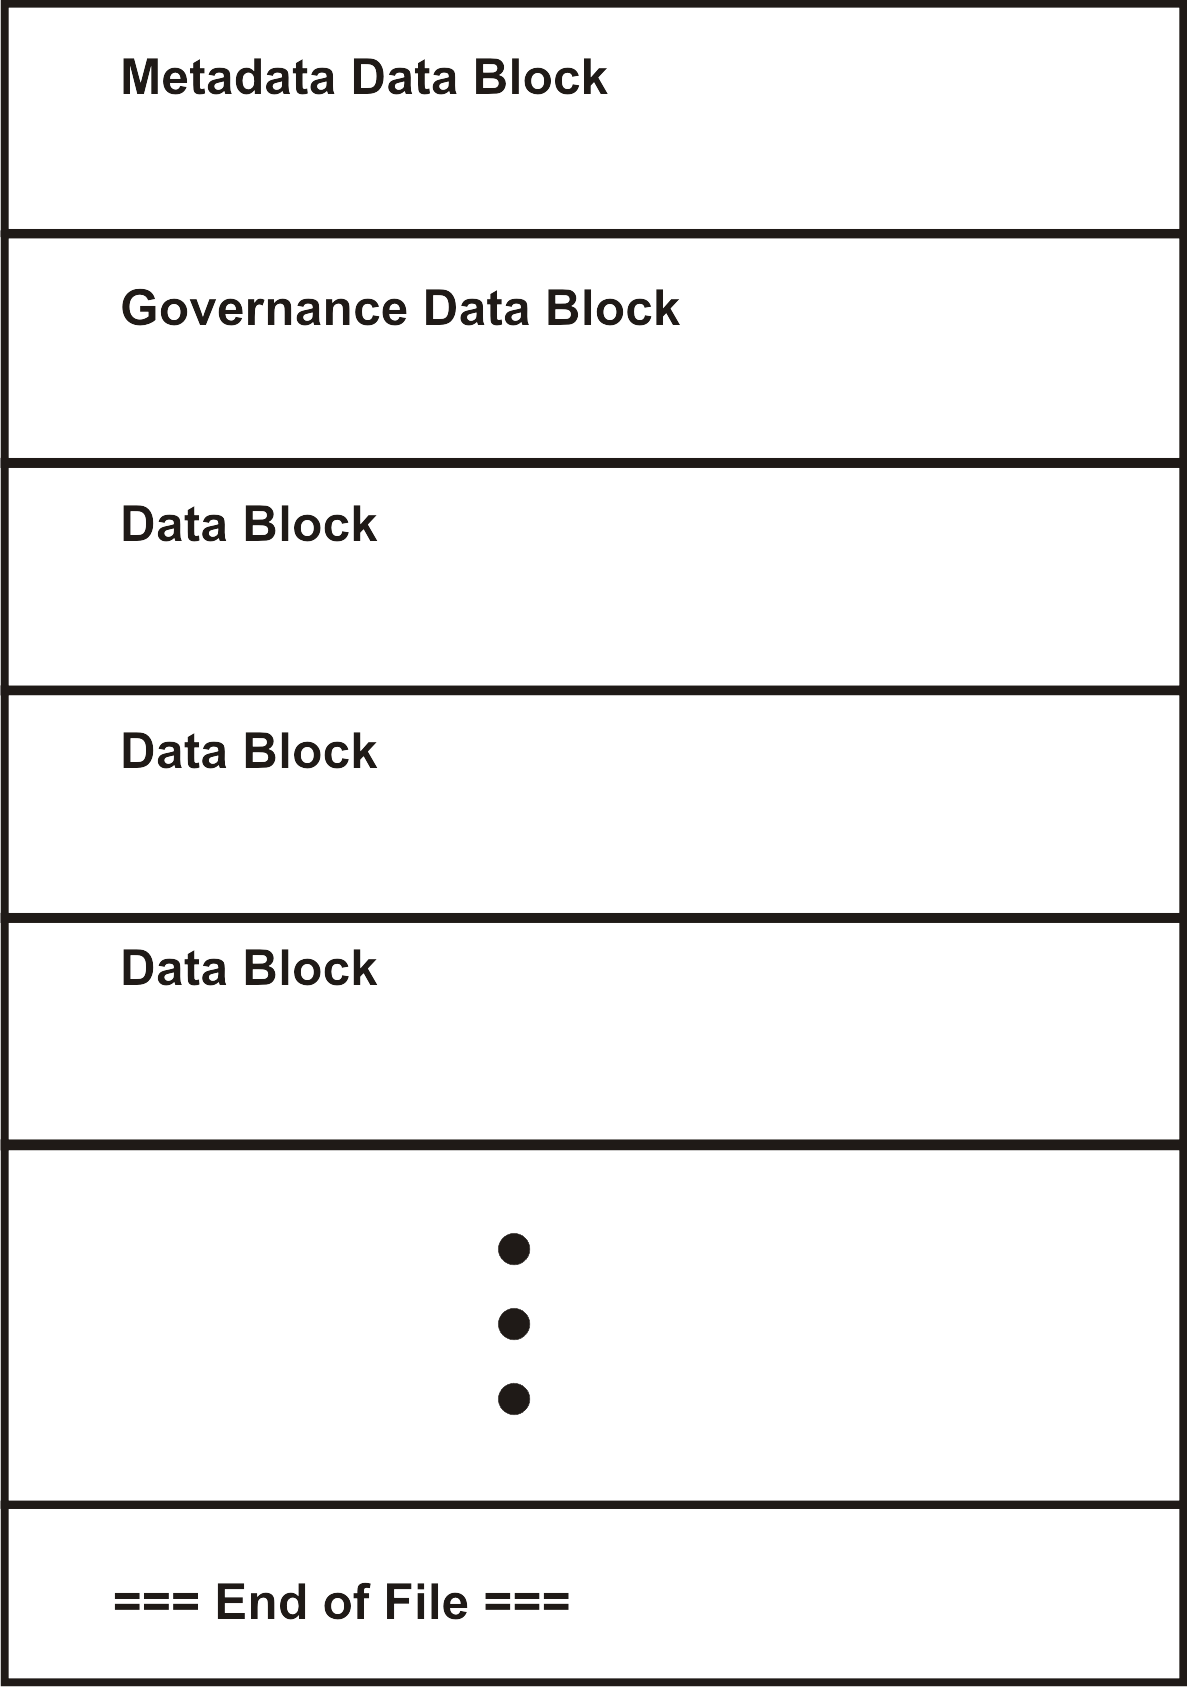 Metadata Data Block
Governance Data Block
Data Block
Data Block
Data Block
=== End of File ===